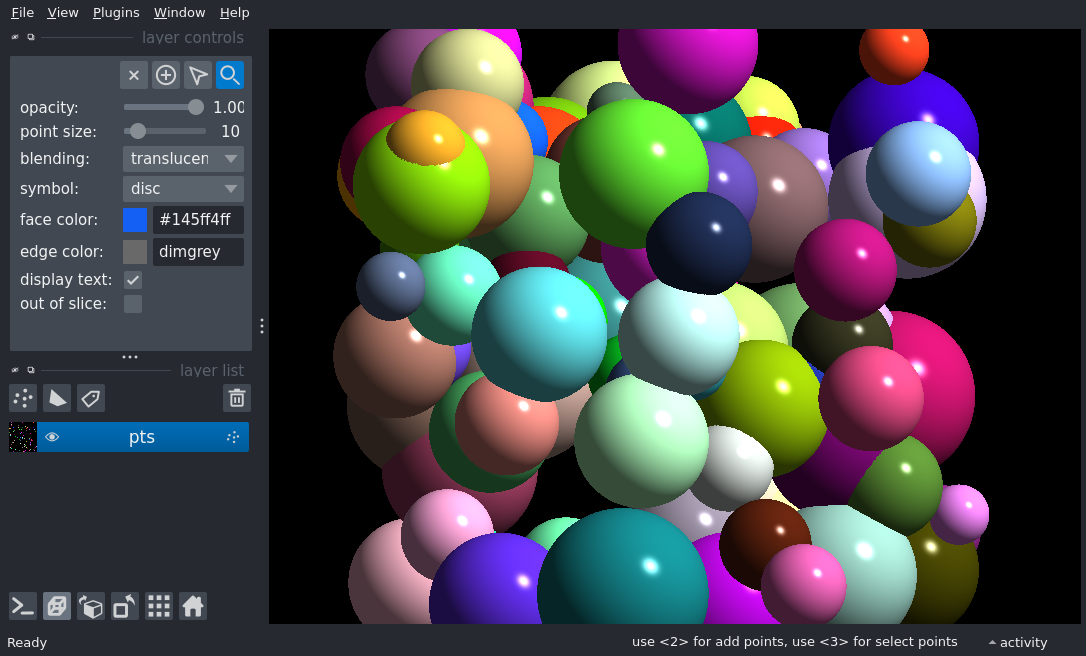 File View Plugins Window Help
layer controls
opacity: 1.00
point size: 10
blending: translucen
symbol: disc
face color: #145ff4ff
edge color: dimgrey
display text:
out of slice:
layer list
pts
Ready
use <2> for add points, use <3> for select points
activity